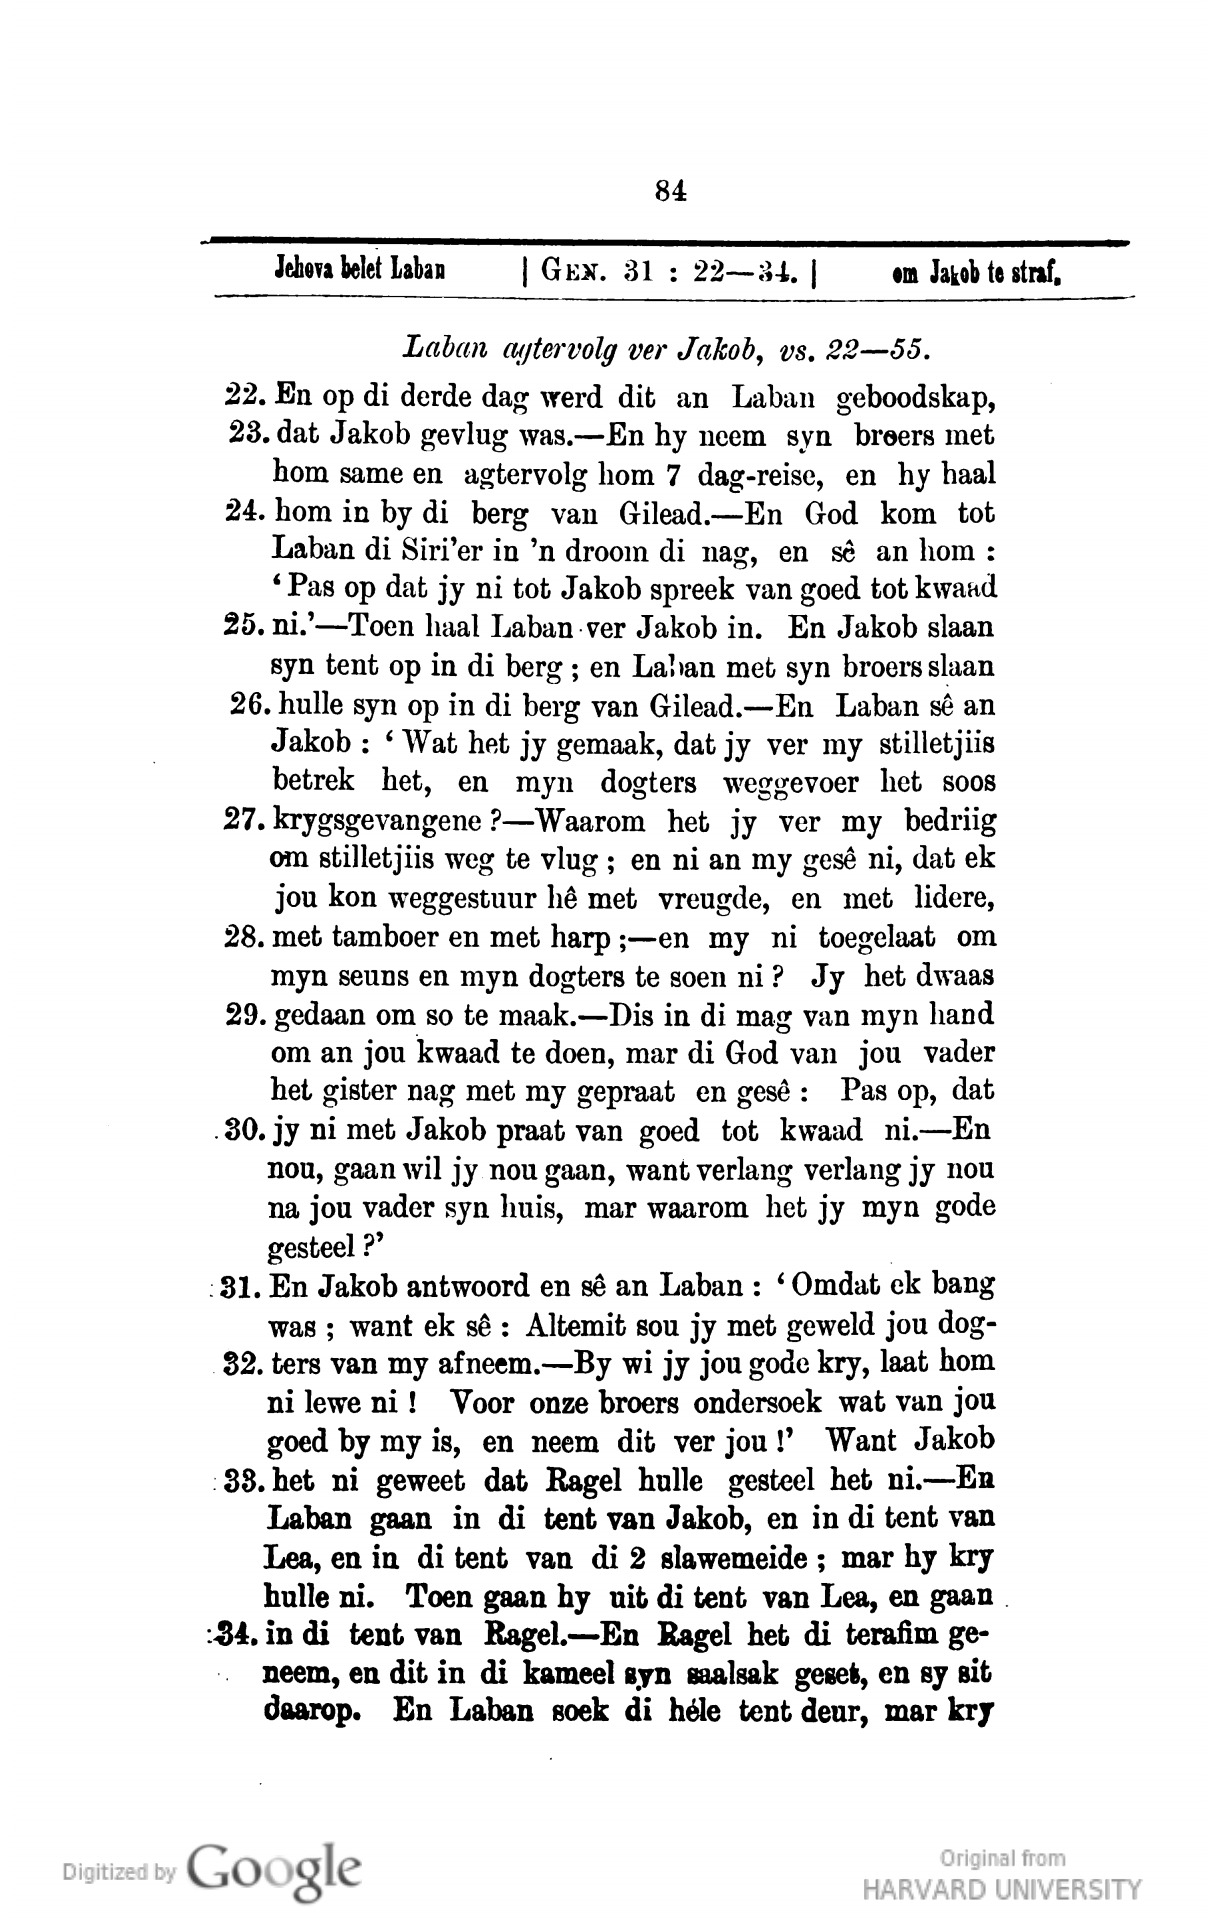 84
Jehova belet Laban | GEN. 31 : 22—34. | om Jakob te straf.
Laban agtervolg ver Jakob, vs. 22—55.
22. En op di derde dag werd dit an Laban geboodskap,
23. dat Jakob gevlug was.—En hy neem syn broers met
hom same en agtervolg hom 7 dag-reise, en hy haal
24. hom in by di berg van Gilead.—En God kom tot
Laban di Siri’er in ’n droom di nag, en sê an hom :
‘ Pas op dat jy ni tot Jakob spreek van goed tot kwaad
25. ni.’—Toen haal Laban ver Jakob in. En Jakob slaan
syn tent op in di berg ; en Laban met syn broers slaan
26. hulle syn op in di berg van Gilead.—En Laban sê an
Jakob : ‘ Wat het jy gemaak, dat jy ver my stilletjiis
betrek het, en myn dogters weggevoer het soos
27. krygsgevangene ?—Waarom het jy ver my bedriig
om stilletjiis weg te vlug ; en ni an my gesê ni, dat ek
jou kon weggestuur hê met vreugde, en met lidere,
28. met tamboer en met harp ;—en my ni toegelaat om
myn seuns en myn dogters te soen ni ? Jy het dwaas
29. gedaan om so te maak.—Dis in di mag van myn hand
om an jou kwaad te doen, mar di God van jou vader
het gister nag met my gepraat en gesê : Pas op, dat
30. jy ni met Jakob praat van goed tot kwaad ni.—En
nou, gaan wil jy nou gaan, want verlang verlang jy nou
na jou vader syn huis, mar waarom het jy myn gode
gesteel ?’
31. En Jakob antwoord en sê an Laban : ‘ Omdat ek bang
was ; want ek sê : Altemit sou jy met geweld jou dog-
32. ters van my afneem.—By wi jy jou gode kry, laat hom
ni lewe ni ! Voor onze broers ondersoek wat van jou
goed by my is, en neem dit ver jou !’ Want Jakob
33. het ni geweet dat Ragel hulle gesteel het ni.—En
Laban gaan in di tent van Jakob, en in di tent van
Lea, en in di tent van di 2 slawemeide ; mar hy kry
hulle ni. Toen gaan hy uit di tent van Lea, en gaan
34. in di tent van Ragel.—En Ragel het di terafim ge-
neem, en dit in di kameel syn saalsak geset, en sy sit
daarop. En Laban soek di héle tent deur, mar kry
Digitized by Google
Original from
HARVARD UNIVERSITY